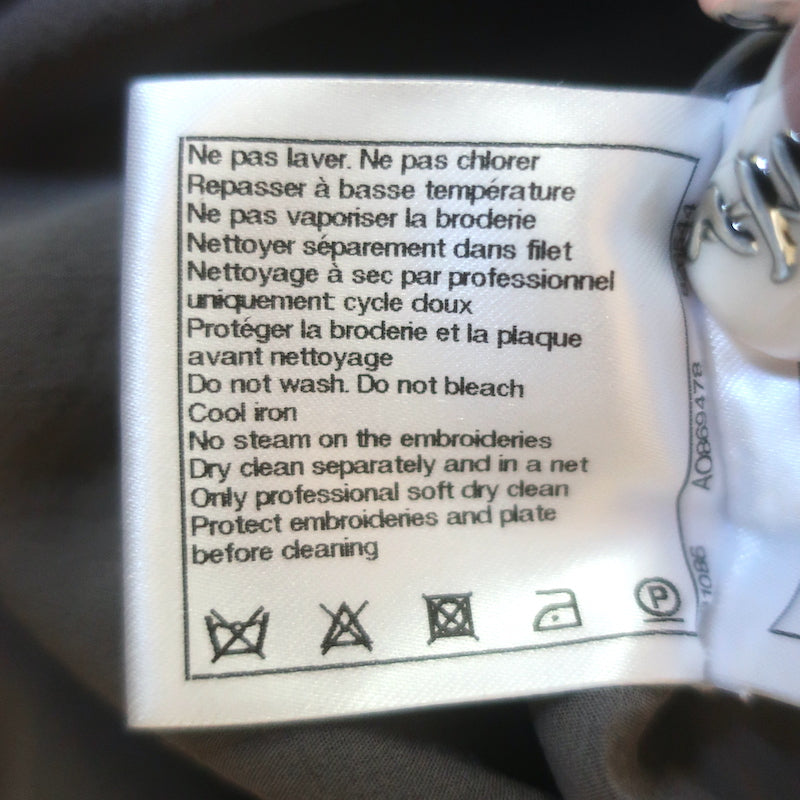 Ne pas laver. Ne pas chlorer
Repasser à basse température
Ne pas vaporiser la broderie
Nettoyer séparement dans filet
Nettoyage à sec par professionnel
uniquement: cycle doux
Protéger la broderie et la plaque
avant nettoyage
Do not wash. Do not bleach
Cool iron
No steam on the embroideries
Dry clean separately and in a net
Only professional soft dry clean
Protect embroideries and plate
before cleaning
P
1086
A0869478